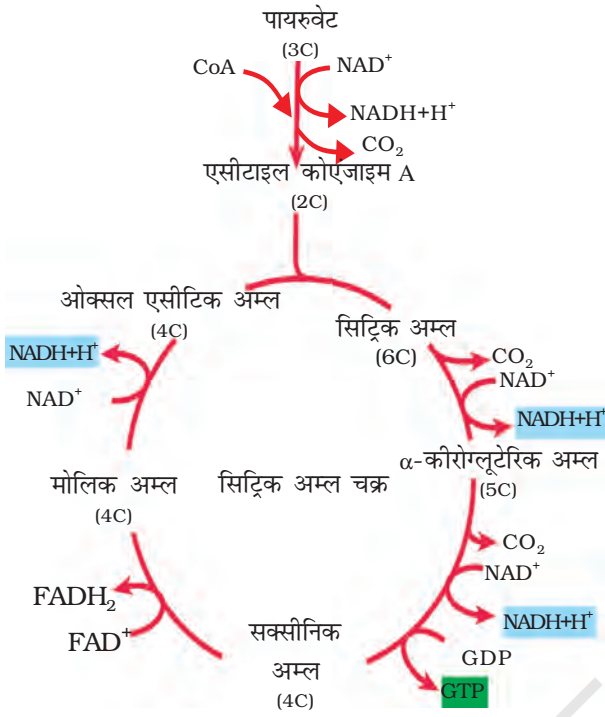 पायरुवेट
(3C)
CoA
NAD⁺
NADH+H⁺
CO₂
एसीटाइल कोएंजाइम A
(2C)
ओक्सल एसीटिक अम्ल
(4C)
सिट्रिक अम्ल
(6C)
NADH+H⁺
CO₂
NAD⁺
NAD⁺
NADH+H⁺
α-कीरोग्लूटेरिक अम्ल
(5C)
मोलिक अम्ल
(4C)
सिट्रिक अम्ल चक्र
CO₂
NAD⁺
FADH₂
NADH+H⁺
FAD⁺
सक्सीनिक
अम्ल
(4C)
GDP
GTP